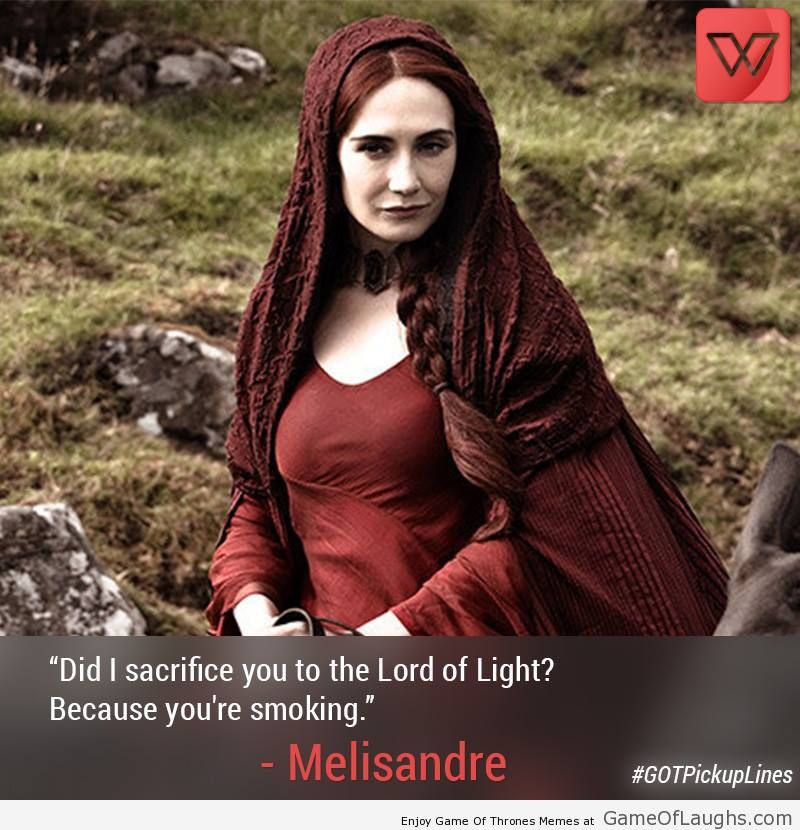 W
“Did I sacrifice you to the Lord of Light?
Because you're smoking.”
- Melisandre
#GOTPickupLines
Enjoy Game Of Thrones Memes at GameOfLaughs.com